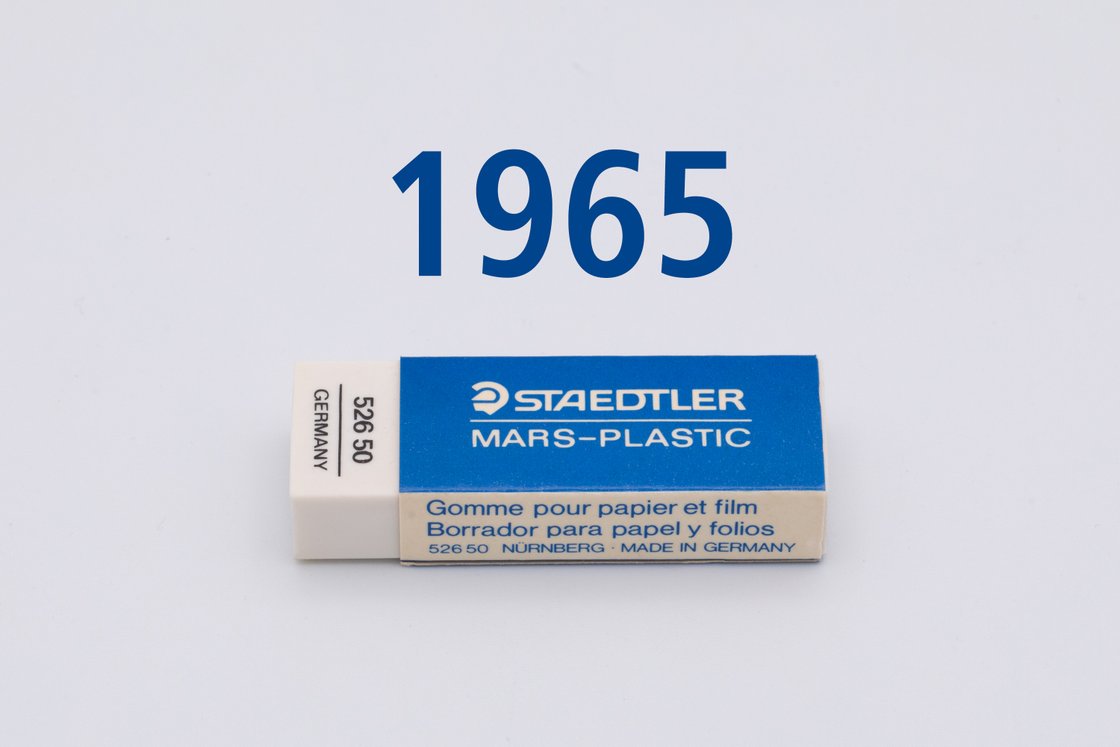 1965
526 50
GERMANY
STAEDTLER
MARS-PLASTIC
Gomme pour papier et film
Borrador para papel y folios
526 50 NÜRNBERG · MADE IN GERMANY